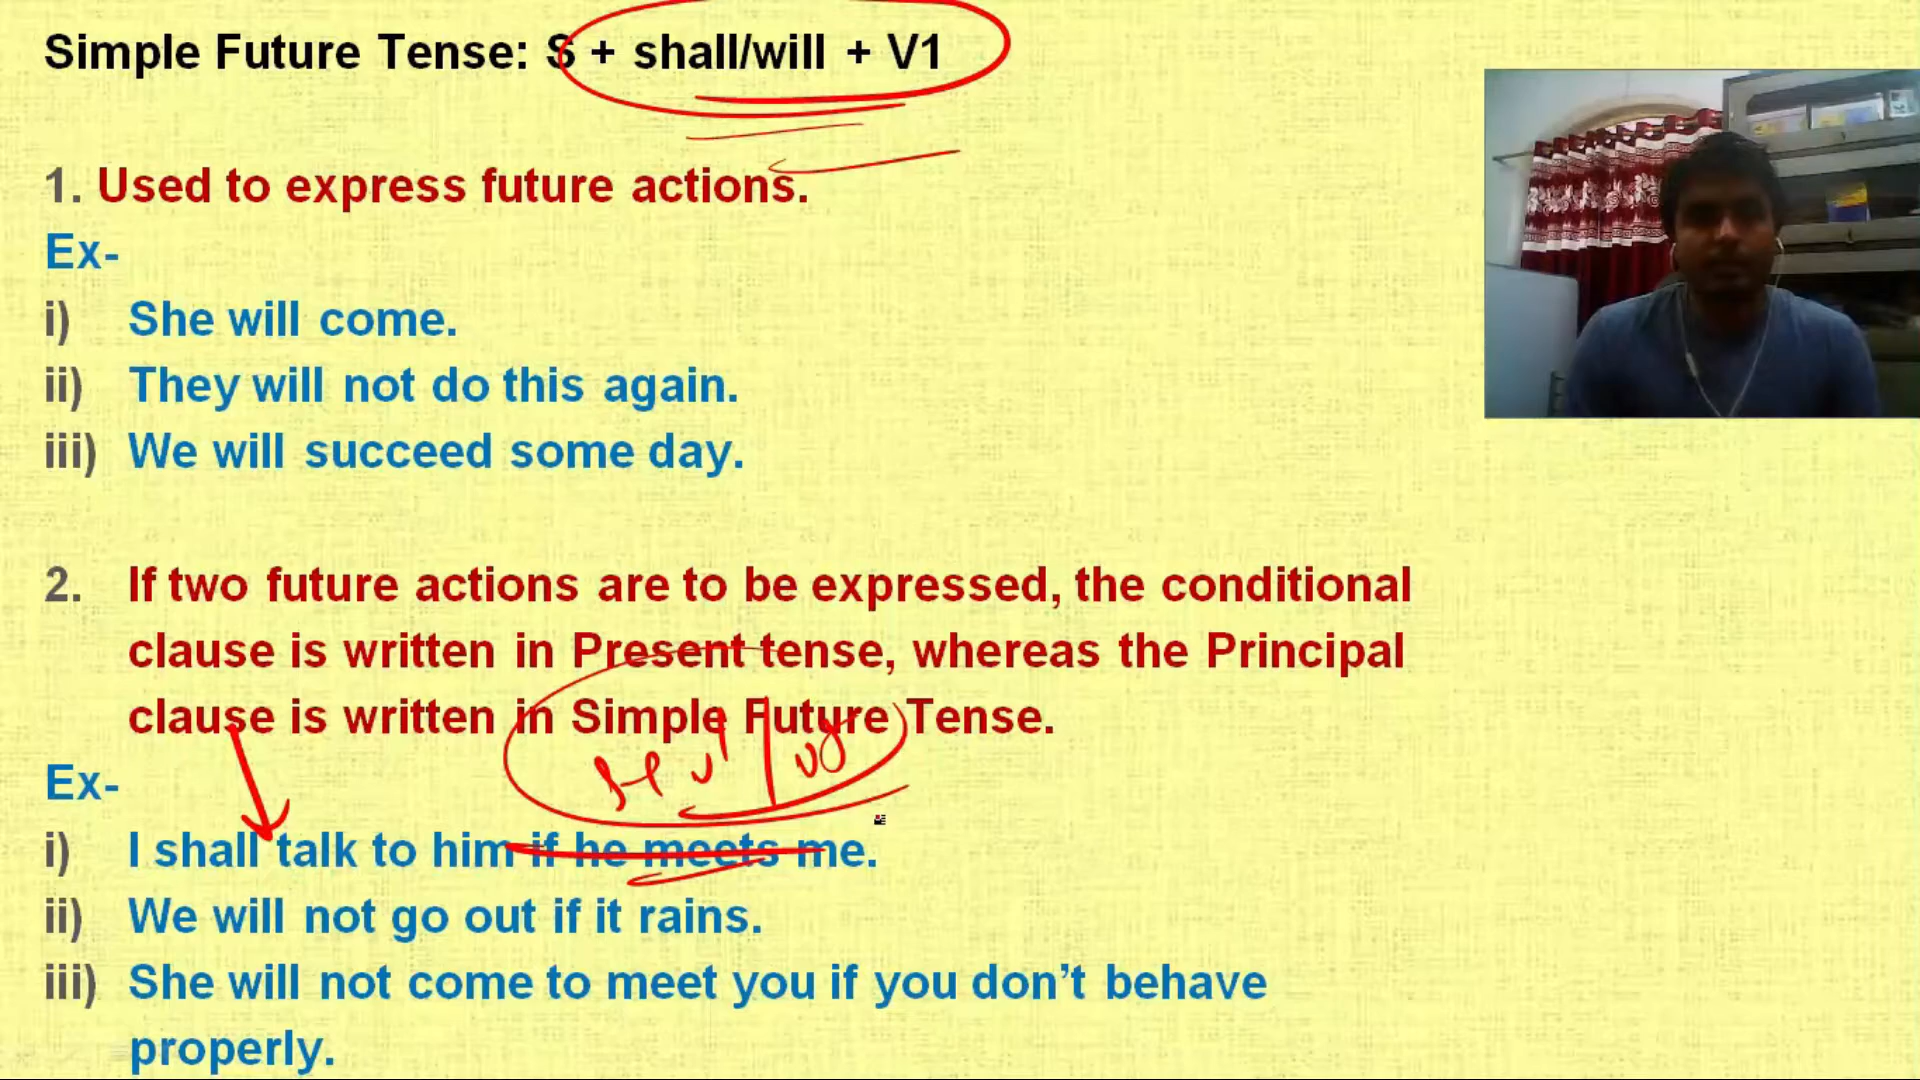 Simple Future Tense: S + shall/will + V1
1. Used to express future actions.
Ex-
i) She will come.
ii) They will not do this again.
iii) We will succeed some day.
2. If two future actions are to be expressed, the conditional
clause is written in Present tense, whereas the Principal
clause is written in Simple Future Tense.
Ex-
i) I shall talk to him if he meets me.
ii) We will not go out if it rains.
iii) She will not come to meet you if you don't behave
properly.